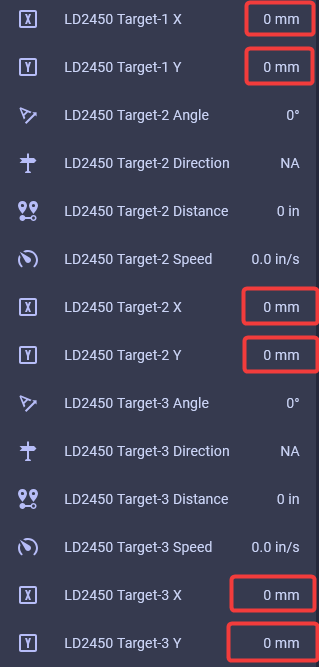 X LD2450 Target-1 X 0 mm
Y LD2450 Target-1 Y 0 mm
LD2450 Target-2 Angle 0°
LD2450 Target-2 Direction NA
LD2450 Target-2 Distance 0 in
LD2450 Target-2 Speed 0.0 in/s
X LD2450 Target-2 X 0 mm
Y LD2450 Target-2 Y 0 mm
LD2450 Target-3 Angle 0°
LD2450 Target-3 Direction NA
LD2450 Target-3 Distance 0 in
LD2450 Target-3 Speed 0.0 in/s
X LD2450 Target-3 X 0 mm
Y LD2450 Target-3 Y 0 mm